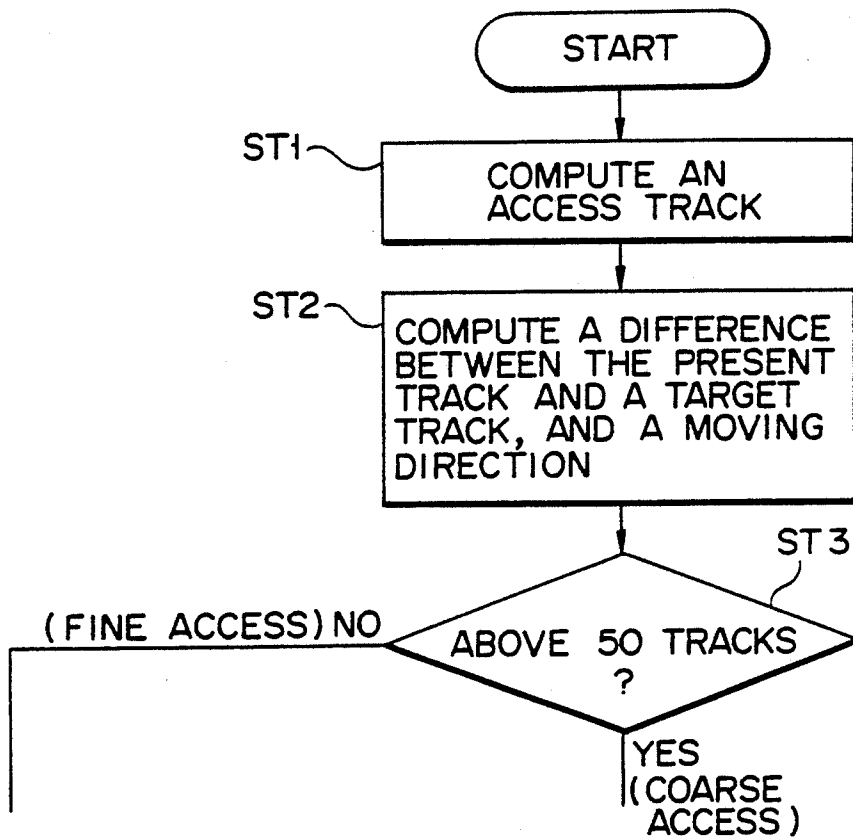 START
ST1
COMPUTE AN
ACCESS TRACK
ST2
COMPUTE A DIFFERENCE
BETWEEN THE PRESENT
TRACK AND A TARGET
TRACK, AND A MOVING
DIRECTION
ST3
(FINE ACCESS) NO
ABOVE 50 TRACKS
?
YES
(COARSE
ACCESS)